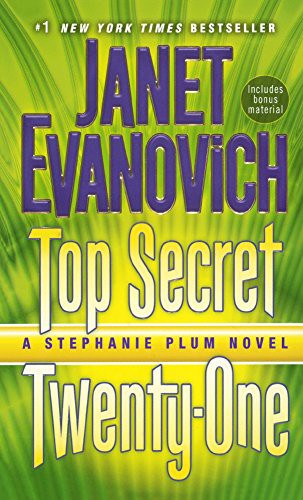 #1 NEW YORK TIMES BESTSELLER
JANET
EVANOVICH
Includes
bonus
material
Top Secret
A STEPHANIE PLUM NOVEL
Twenty-One